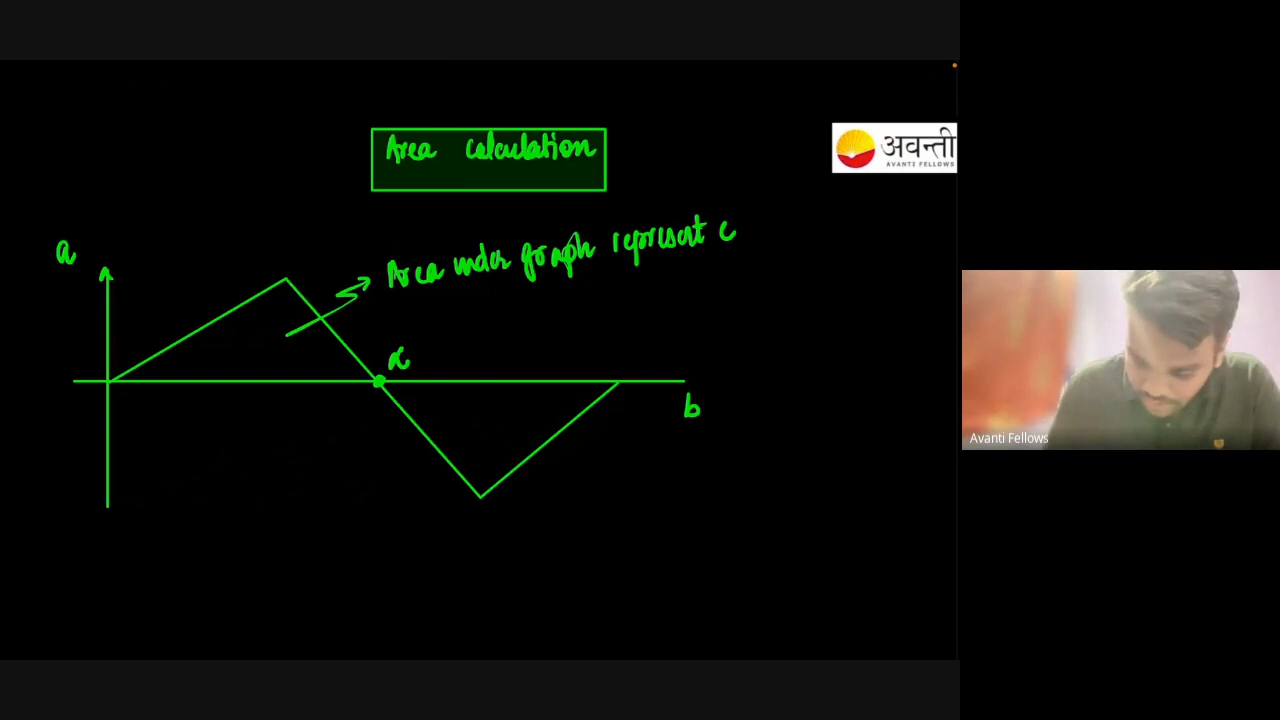 Area calculation
अवन्ती
AVANTI FELLOWS
a
Area under graph represent c
x
b
Avanti Fellows